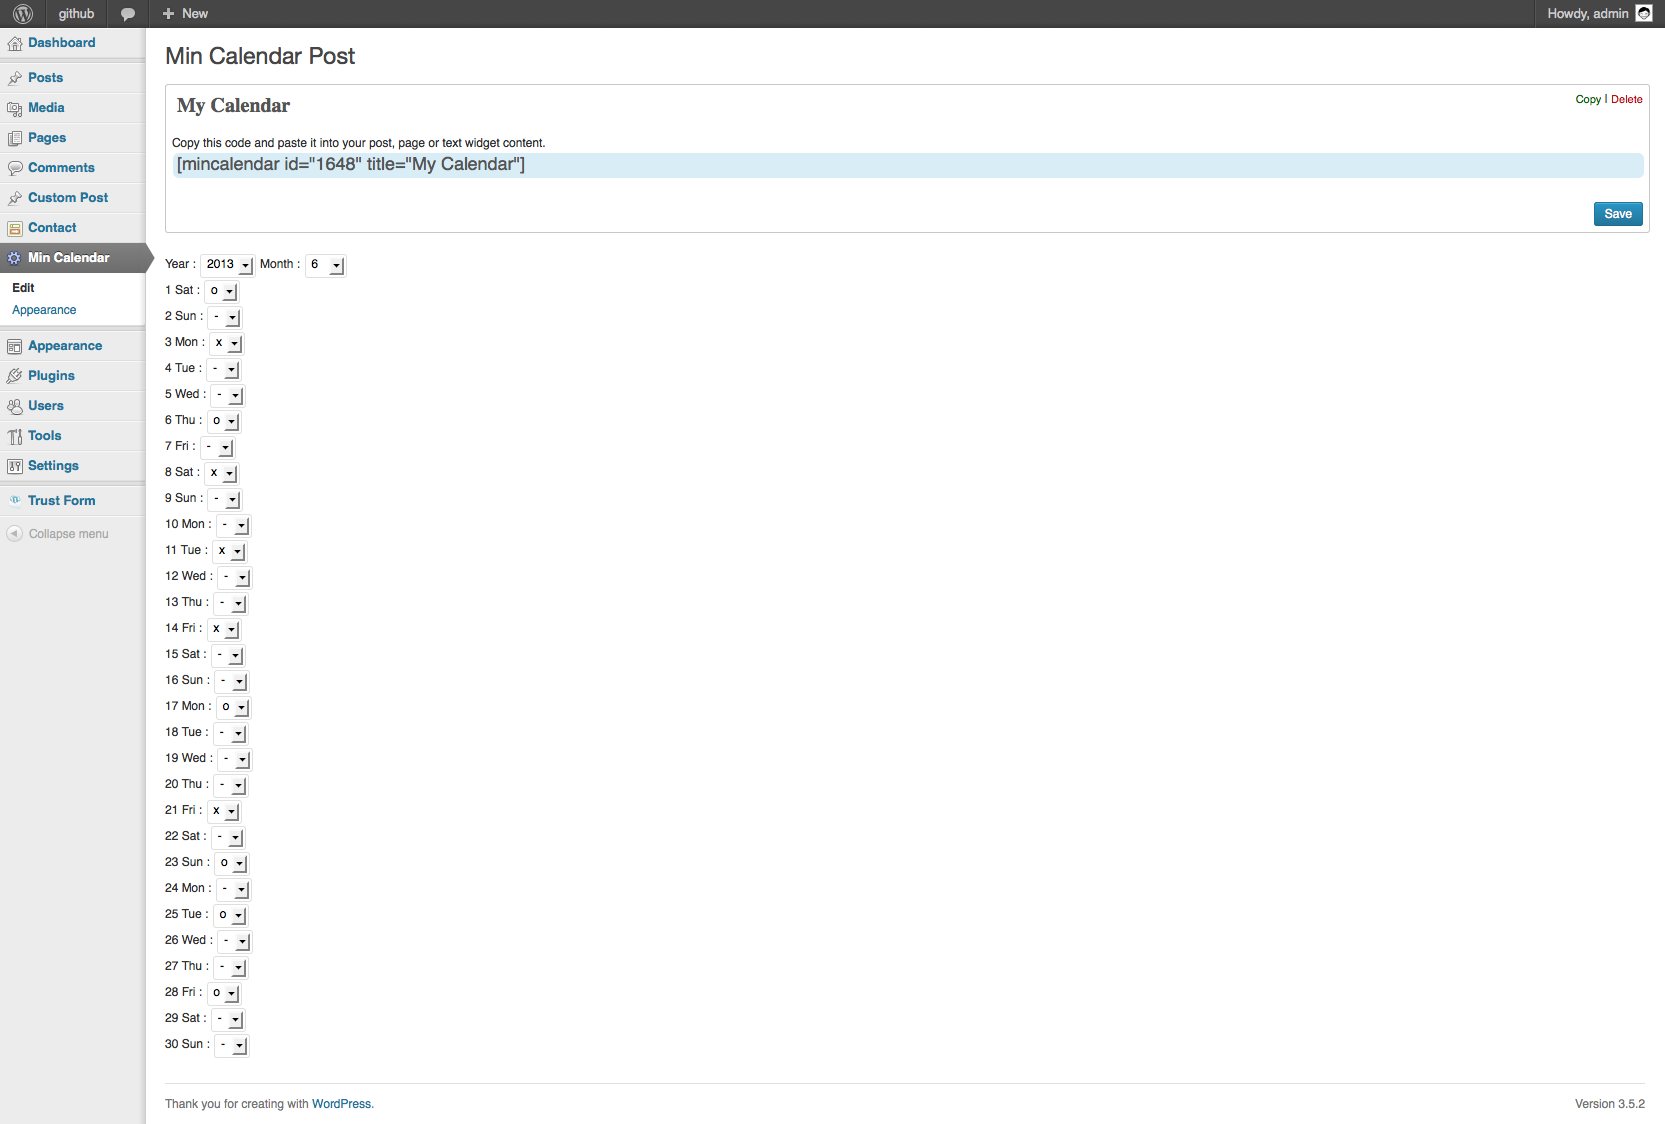 github
New
Howdy, admin
Dashboard
Posts
Media
Pages
Comments
Custom Post
Contact
Min Calendar
Edit
Appearance
Appearance
Plugins
Users
Tools
Settings
Trust Form
Collapse menu
Min Calendar Post
My Calendar
Copy | Delete
Copy this code and paste it into your post, page or text widget content.
[mincalendar id="1648" title="My Calendar"]
Save
Year : 2013 Month : 6
1 Sat : o
2 Sun : -
3 Mon : x
4 Tue : -
5 Wed : -
6 Thu : o
7 Fri : -
8 Sat : x
9 Sun : -
10 Mon : -
11 Tue : x
12 Wed : -
13 Thu : -
14 Fri : x
15 Sat : -
16 Sun : -
17 Mon : o
18 Tue : -
19 Wed : -
20 Thu : -
21 Fri : x
22 Sat : -
23 Sun : o
24 Mon : -
25 Tue : o
26 Wed : -
27 Thu : -
28 Fri : o
29 Sat : -
30 Sun : -
Thank you for creating with WordPress.
Version 3.5.2